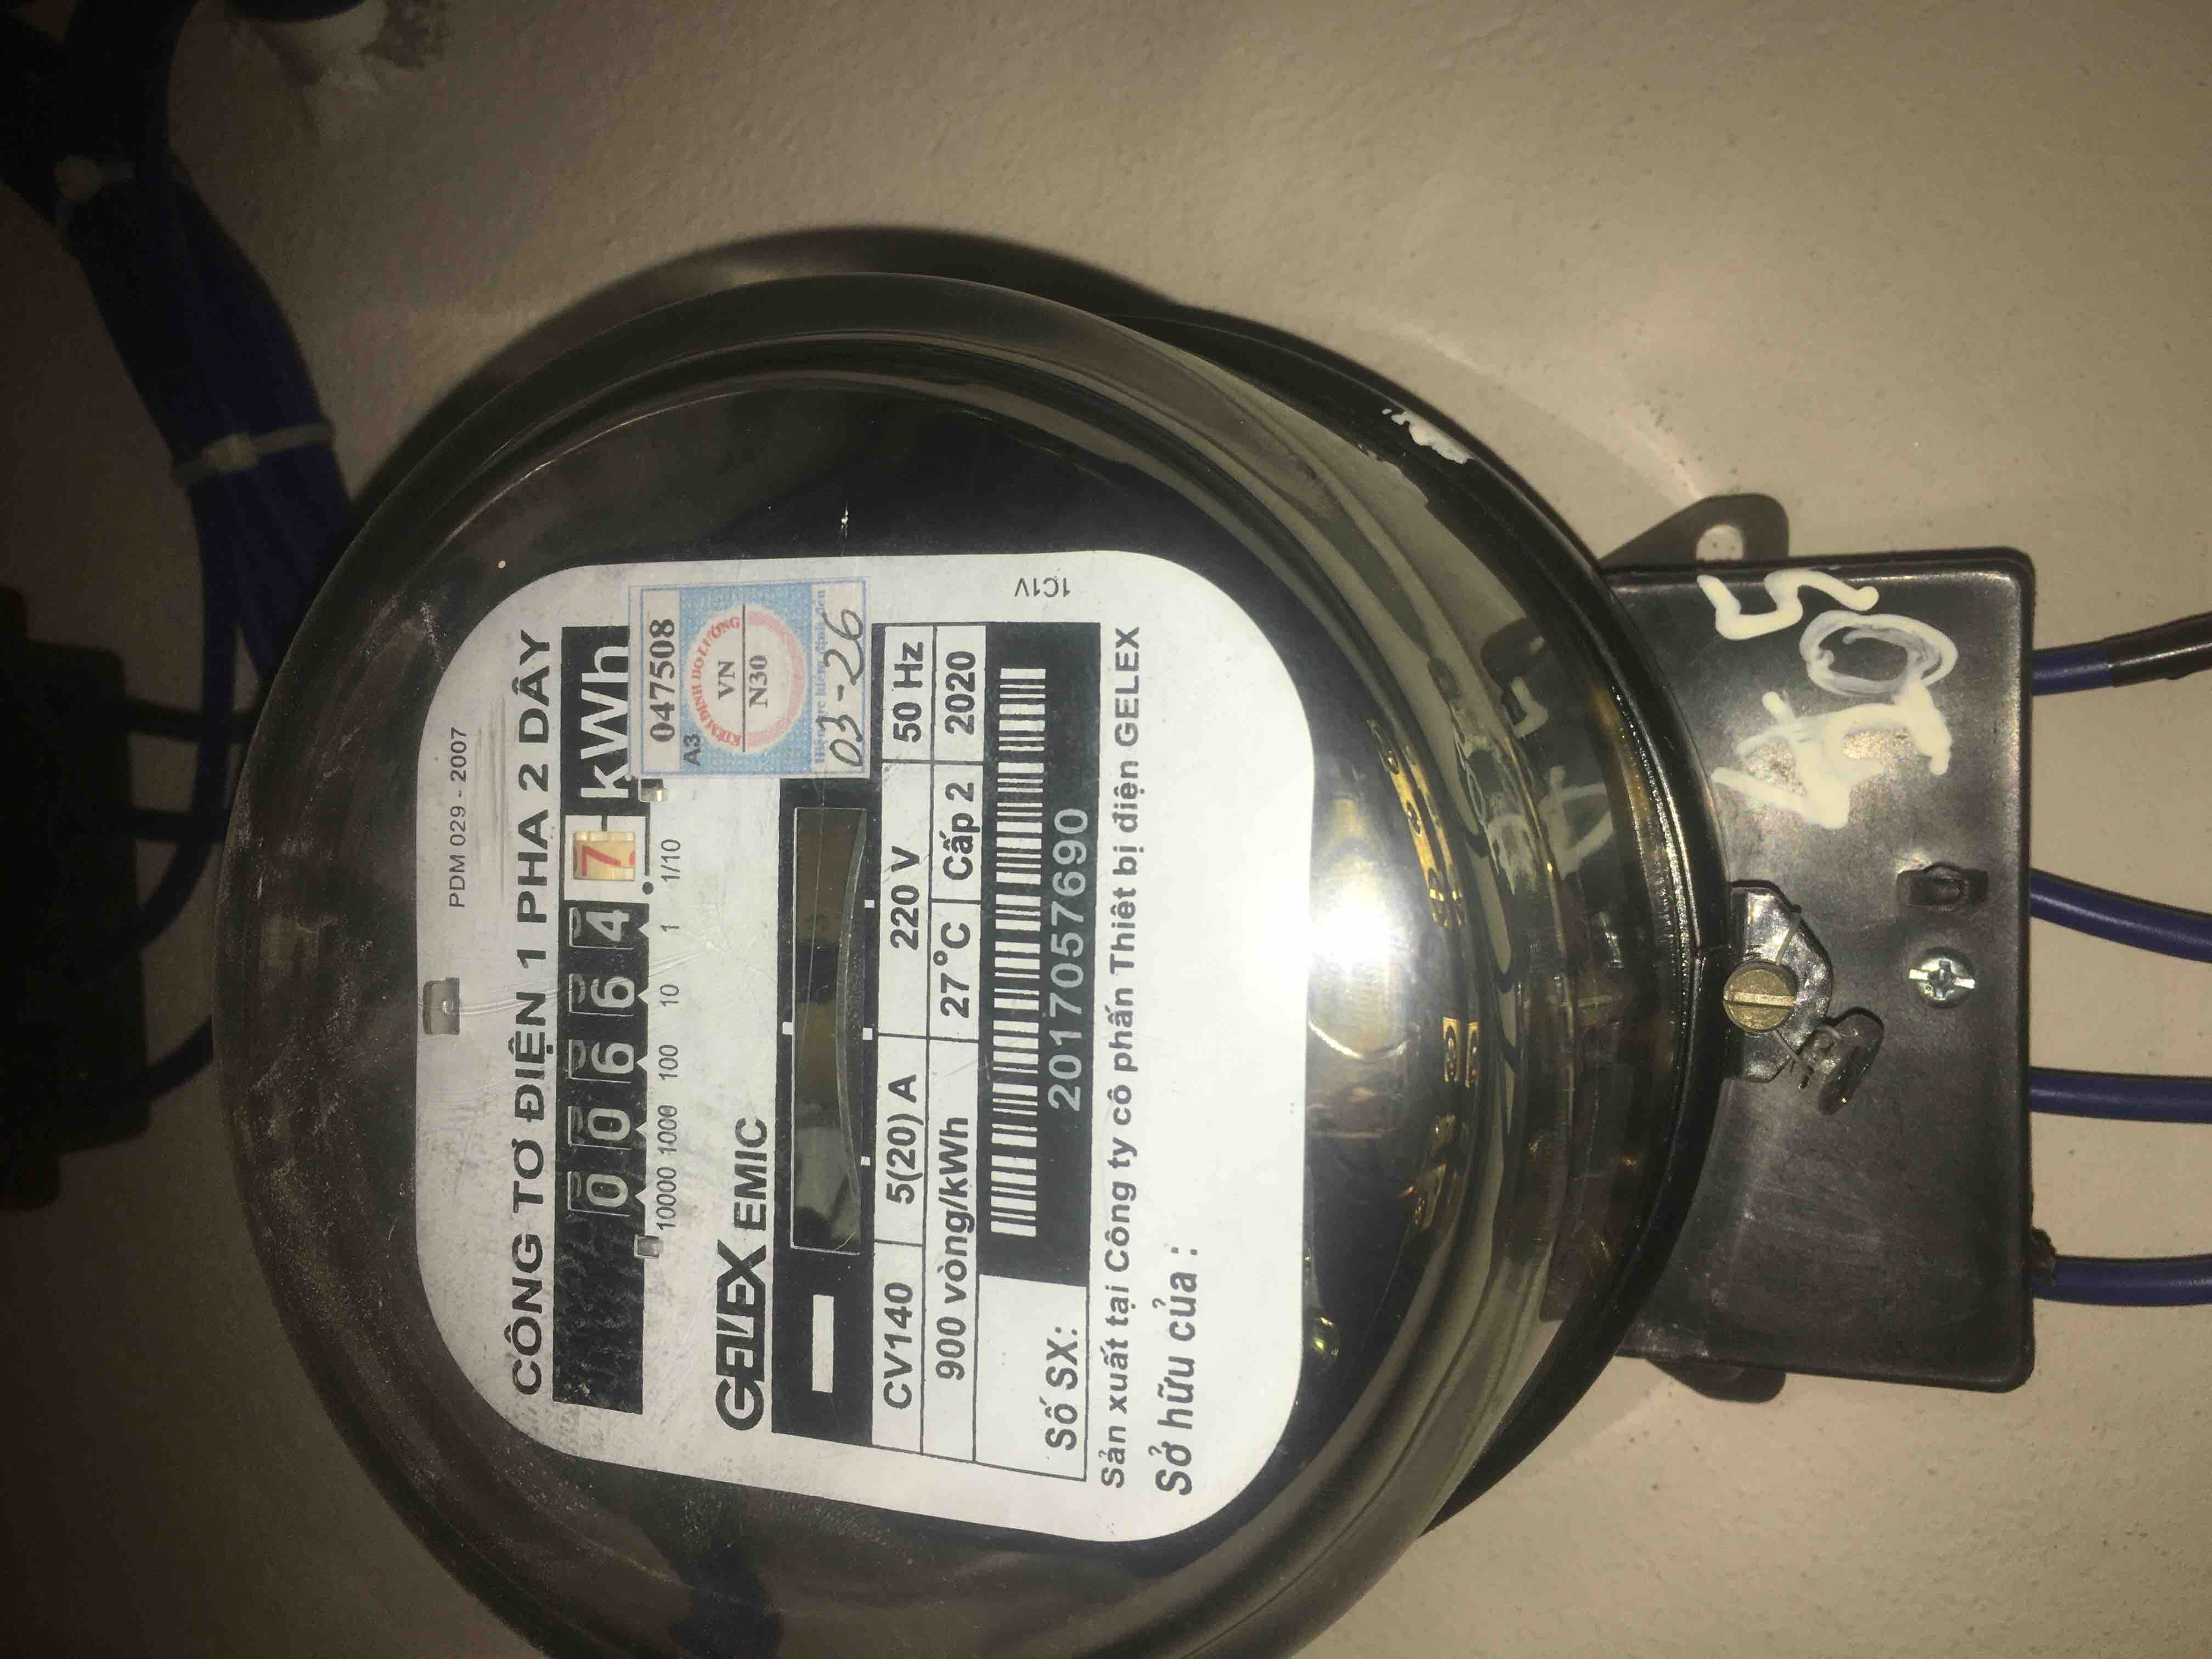 PDM 029 - 2007
CÔNG TƠ ĐIỆN 1 PHA 2 DÂY
0 0 6 6 4 7 kWh
10000 1000 100 10 1 1/10
047508
A3
KIỂM ĐỊNH ĐO LƯỜNG
VN
N30
03-26
GELEX EMIC
CV140 5(20) A 220 V 50 Hz
900 vòng/kWh 27°C Cấp 2 2020
Số SX: 2017057690
1C1V
Sản xuất tại Công ty cổ phần Thiết bị điện GELEX
Sở hữu của :